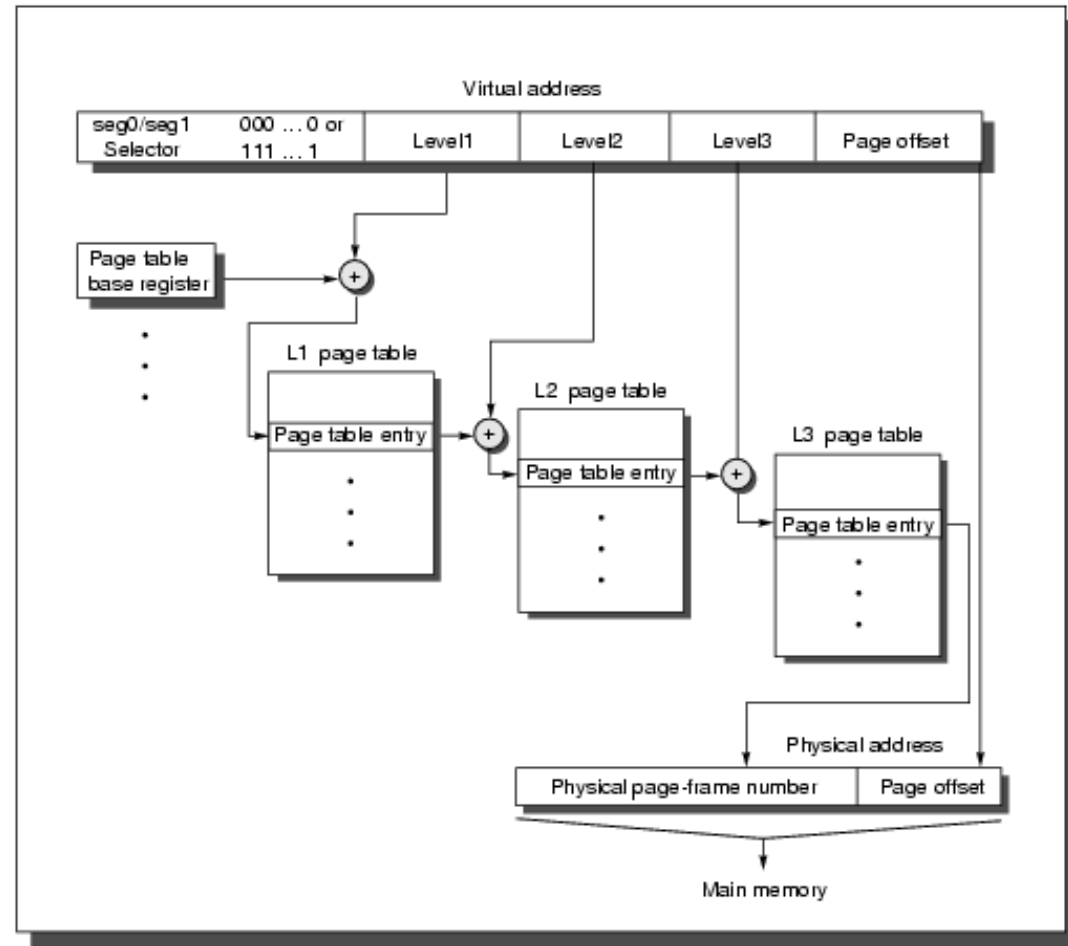 Virtual address
seg0/seg1 000 ... 0 or
Selector 111 ... 1
Level1
Level2
Level3
Page offset
Page table
base register
+
L1 page table
Page table entry
+
L2 page table
Page table entry
+
L3 page table
Page table entry
Physical address
Physical page-frame number
Page offset
Main memory